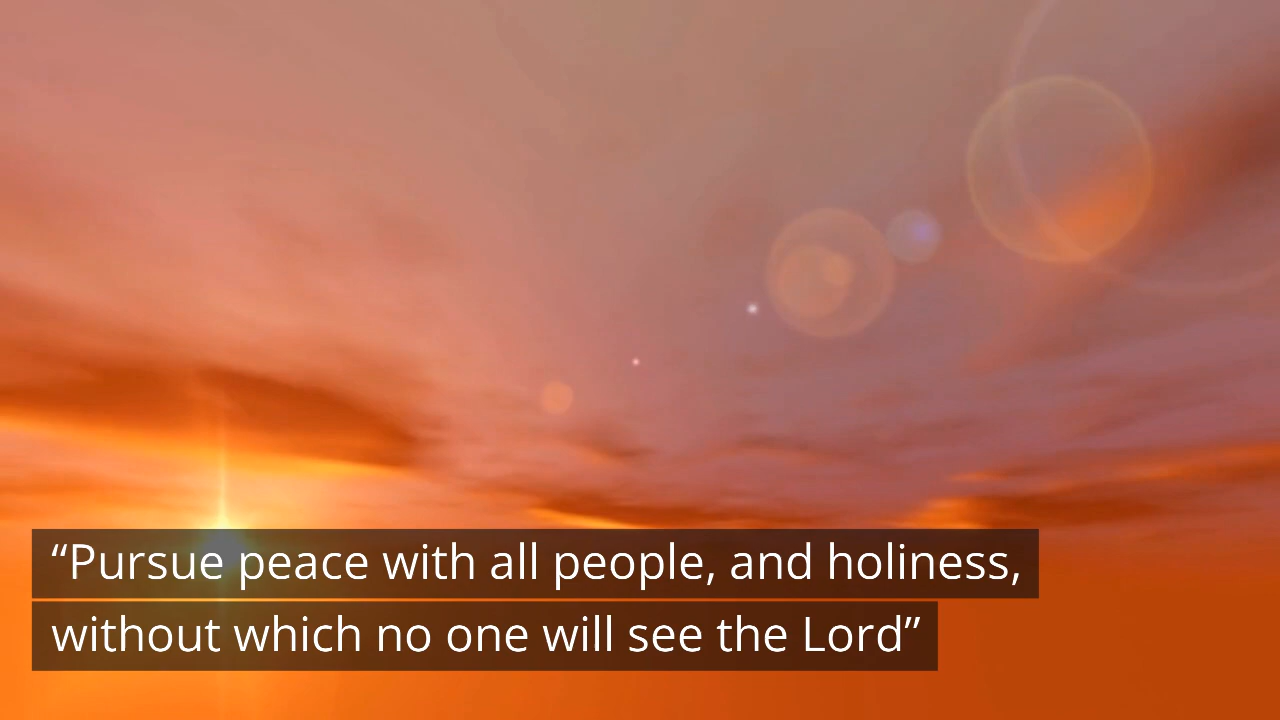 “Pursue peace with all people, and holiness,
without which no one will see the Lord”